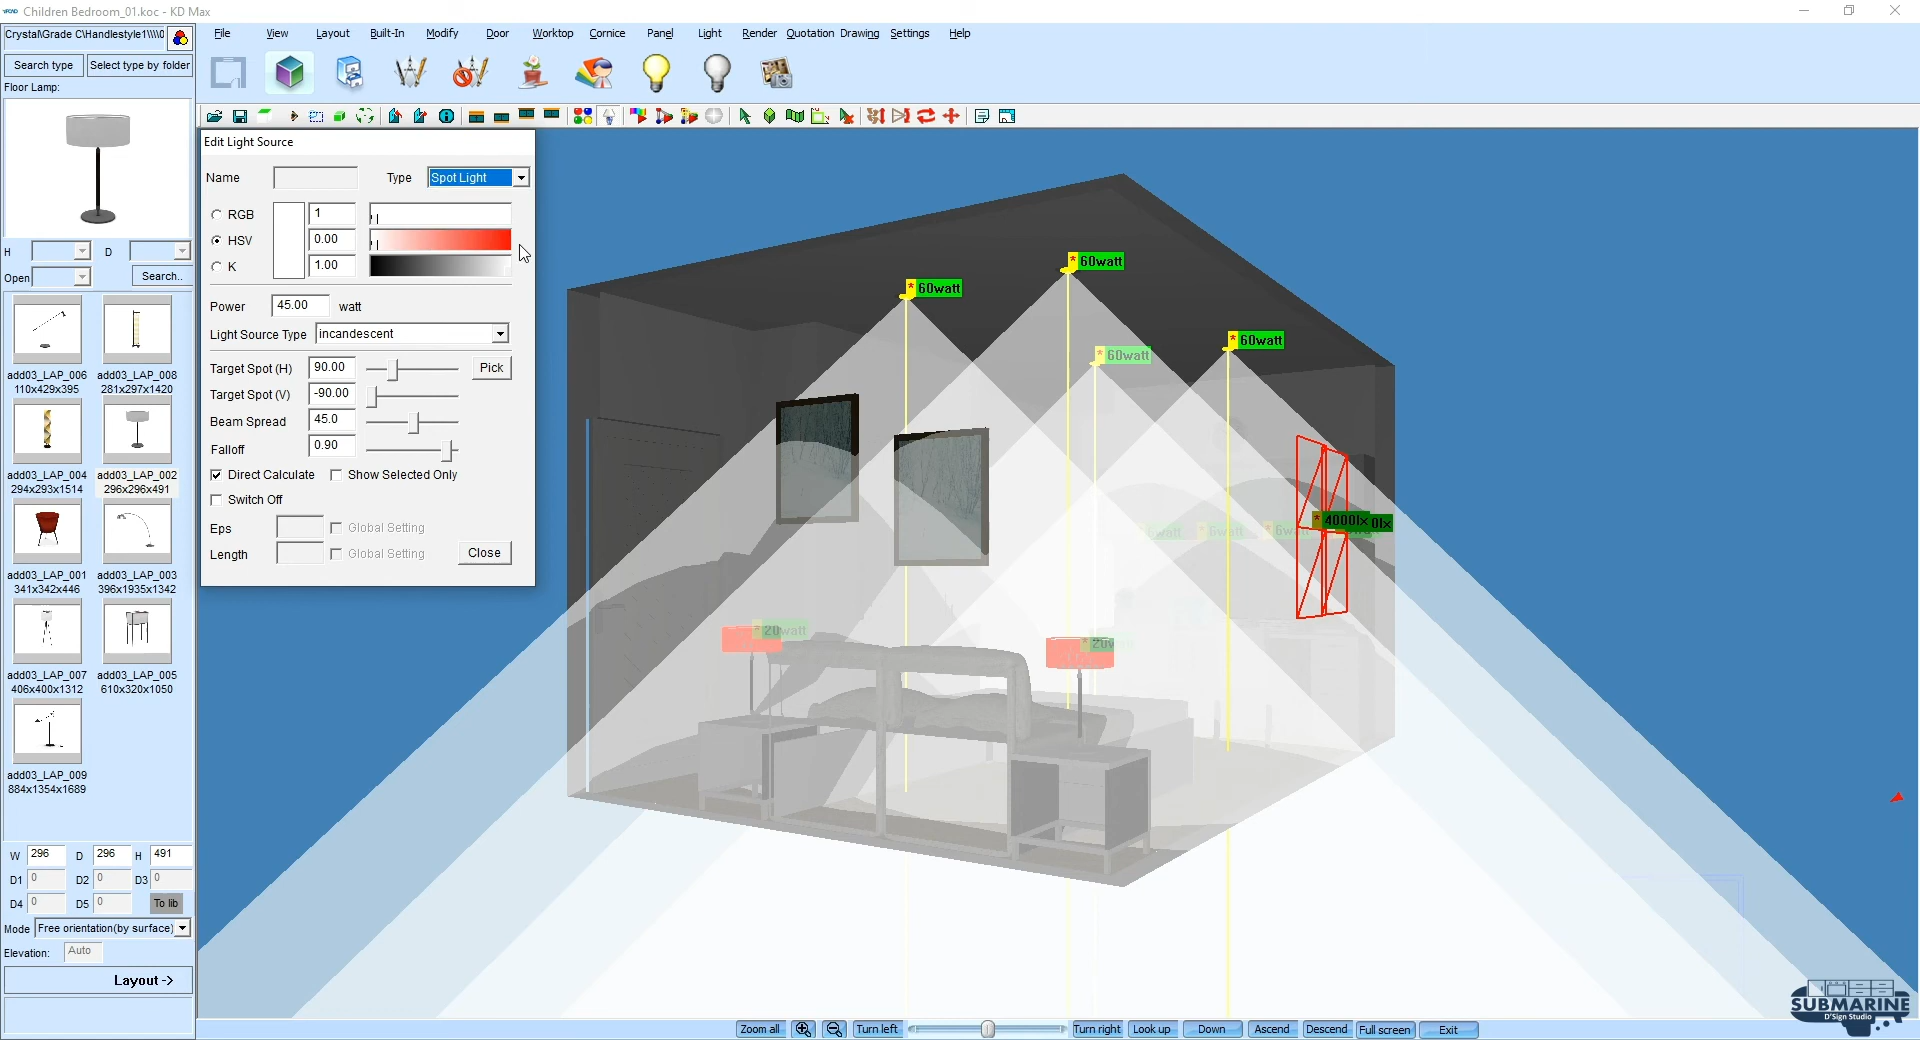 Children Bedroom_01.koc - KD Max
Crystal\Grade C\Handlestyle1\\\\0
File View Layout Built-In Modify Door Worktop Cornice Panel Light Render Quotation Drawing Settings Help
Search type Select type by folder
Floor Lamp:
H D
Open Search..
add03_LAP_006 add03_LAP_008
110x429x395 281x297x1420
add03_LAP_004 add03_LAP_002
294x293x1514 296x296x491
add03_LAP_001 add03_LAP_003
341x342x446 396x1935x1342
add03_LAP_007 add03_LAP_005
406x400x1312 610x320x1050
add03_LAP_009
884x1354x1689
W 296 D 296 H 491
D1 0 D2 0 D3 0
D4 0 D5 0 To lib
Mode Free orientation(by surface)
Elevation: Auto
Layout ->
Edit Light Source
Name Type Spot Light
RGB 1
HSV 0.00
K 1.00
Power 45.00 watt
Light Source Type incandescent
Target Spot (H) 90.00 Pick
Target Spot (V) -90.00
Beam Spread 45.0
Falloff 0.90
Direct Calculate Show Selected Only
Switch Off
Eps Global Setting
Length Global Setting Close
* 60watt
* 60watt
* 60watt
* 60watt
6watt * 6watt * 6watt
* 4000lx 0lx
* 20watt
Zoom all Turn left Turn right Look up Down Ascend Descend Full screen Exit
SUBMARINE
D'Sign Studio